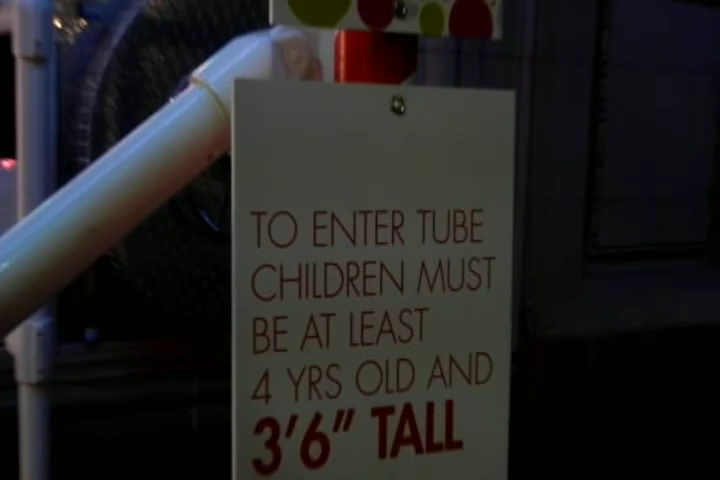 TO ENTER TUBE
CHILDREN MUST
BE AT LEAST
4 YRS OLD AND
3'6" TALL